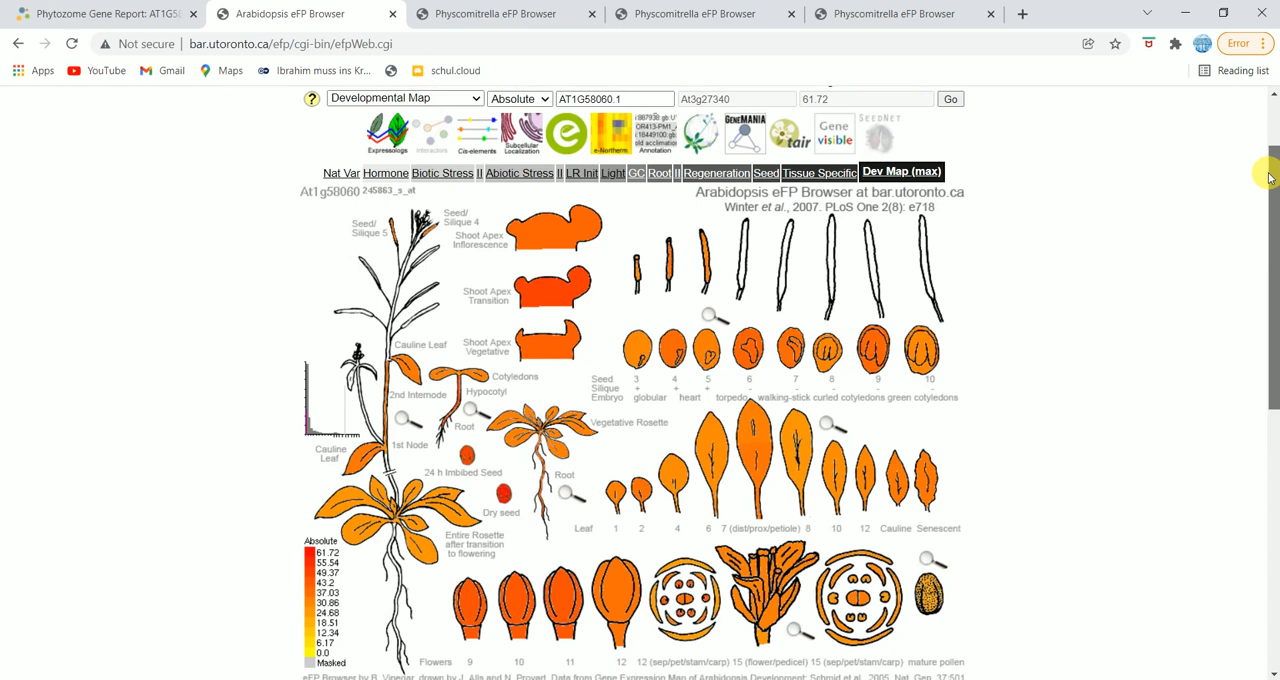 Phytozome Gene Report: AT1G5
Arabidopsis eFP Browser
Physcomitrella eFP Browser
Physcomitrella eFP Browser
Physcomitrella eFP Browser
Not secure | bar.utoronto.ca/efp/cgi-bin/efpWeb.cgi
Error
Apps YouTube Gmail Maps Ibrahim muss ins Kr... schul.cloud Reading list
? Developmental Map Absolute AT1G58060.1 At3g27340 61.72 Go
Expressologs Interactors Cis-elements Subcellular Localization e-Northerns Annotation GENEMANIA tair Gene visible SEEDNET
Nat Var Hormone Biotic Stress II Abiotic Stress II LR Init Light GC Root II Regeneration Seed Tissue Specific Dev Map (max)
At1g58060 245863_s_at
Arabidopsis eFP Browser at bar.utoronto.ca
Winter et al., 2007. PLoS One 2(8): e718
Seed/
Silique 5
Seed/
Silique 4
Shoot Apex
Inflorescence
Shoot Apex
Transition
Shoot Apex
Vegetative
Cauline Leaf
Cotyledons
2nd Internode
Hypocotyl
Root
1st Node
Cauline
Leaf
24 h Imbibed Seed
Dry seed
Vegetative Rosette
Root
Entire Rosette
after transition
to flowering
Seed 3 4 5 6 7 8 9 10
Silique + + + - - - - -
Embryo globular heart torpedo walking-stick curled cotyledons green cotyledons
Leaf 1 2 4 6 7 (dist/prox/petiole) 8 10 12 Cauline Senescent
Absolute
61.72
55.54
49.37
43.2
37.03
30.86
24.68
18.51
12.34
6.17
0.0
Masked
Flowers 9 10 11 12 12 (sep/pet/stam/carp) 15 (flower/pedicel) 15 (sep/pet/stam/carp) mature pollen